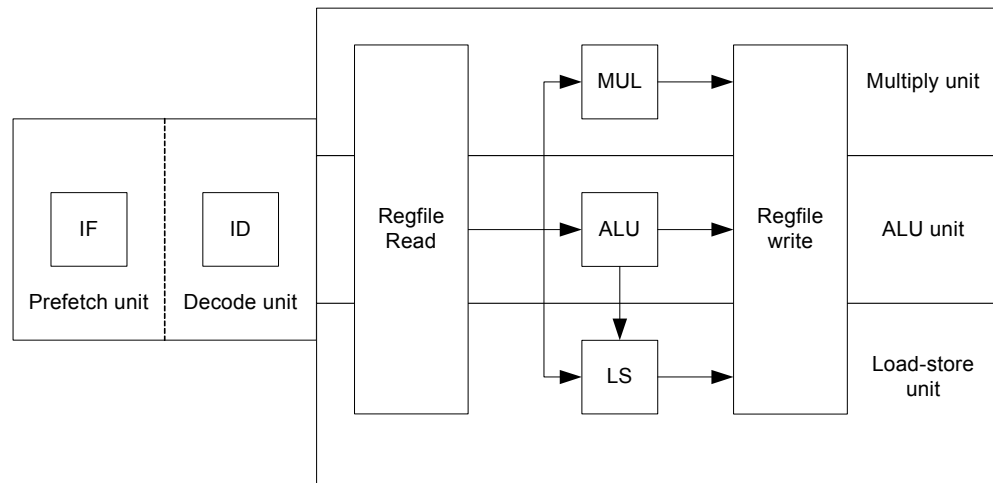 MUL
Multiply unit
IF
ID
Regfile
Read
ALU
Regfile
write
ALU unit
Prefetch unit
Decode unit
LS
Load-store
unit